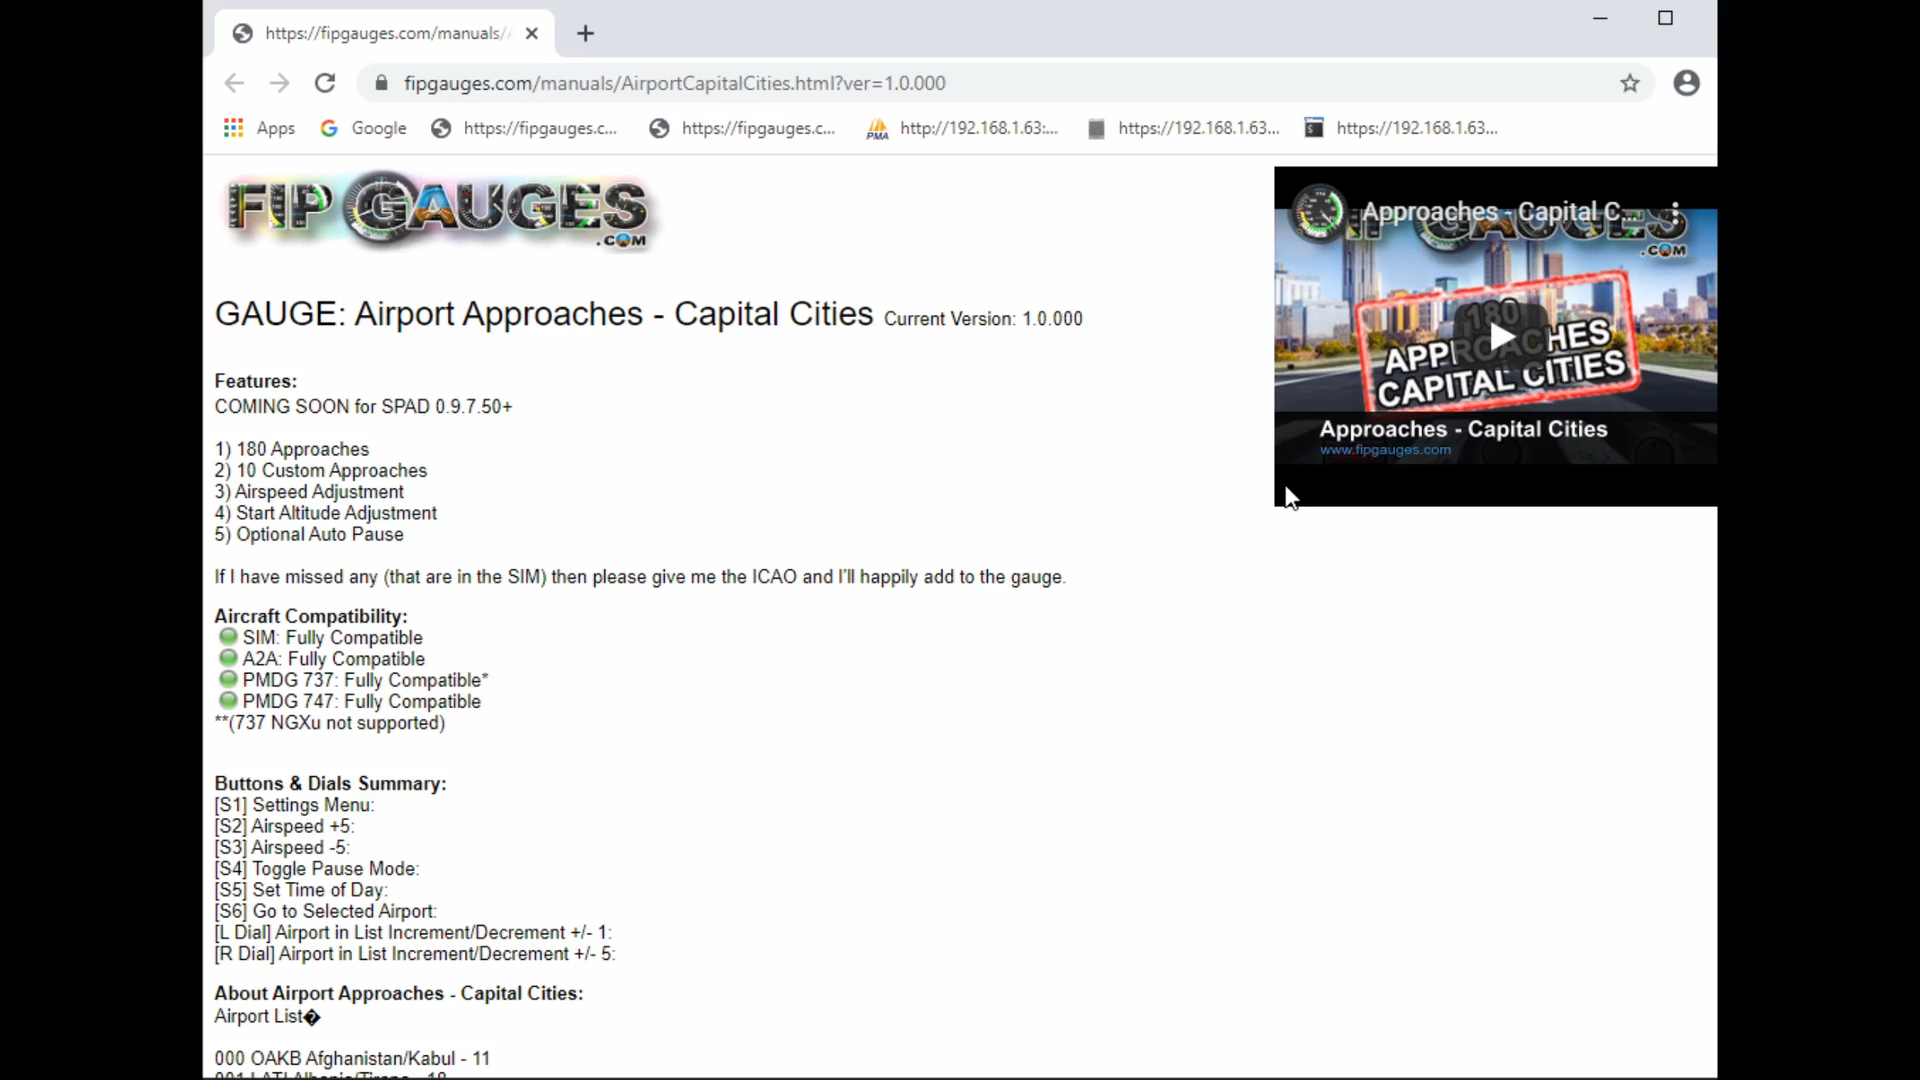 https://fipgauges.com/manuals/
fipgauges.com/manuals/AirportCapitalCities.html?ver=1.0.000
Apps
Google
https://fipgauges.c...
https://fipgauges.c...
PMA
http://192.168.1.63:...
https://192.168.1.63...
https://192.168.1.63...
FIP GAUGES
.COM
Approaches - Capital C...
.COM
180
APPROACHES
CAPITAL CITIES
Approaches - Capital Cities
www.fipgauges.com
GAUGE: Airport Approaches - Capital Cities Current Version: 1.0.000
Features:
COMING SOON for SPAD 0.9.7.50+
1) 180 Approaches
2) 10 Custom Approaches
3) Airspeed Adjustment
4) Start Altitude Adjustment
5) Optional Auto Pause
If I have missed any (that are in the SIM) then please give me the ICAO and I'll happily add to the gauge.
Aircraft Compatibility:
SIM: Fully Compatible
A2A: Fully Compatible
PMDG 737: Fully Compatible*
PMDG 747: Fully Compatible
**(737 NGXu not supported)
Buttons & Dials Summary:
[S1] Settings Menu:
[S2] Airspeed +5:
[S3] Airspeed -5:
[S4] Toggle Pause Mode:
[S5] Set Time of Day:
[S6] Go to Selected Airport:
[L Dial] Airport in List Increment/Decrement +/- 1:
[R Dial] Airport in List Increment/Decrement +/- 5:
About Airport Approaches - Capital Cities:
Airport List�
000 OAKB Afghanistan/Kabul - 11